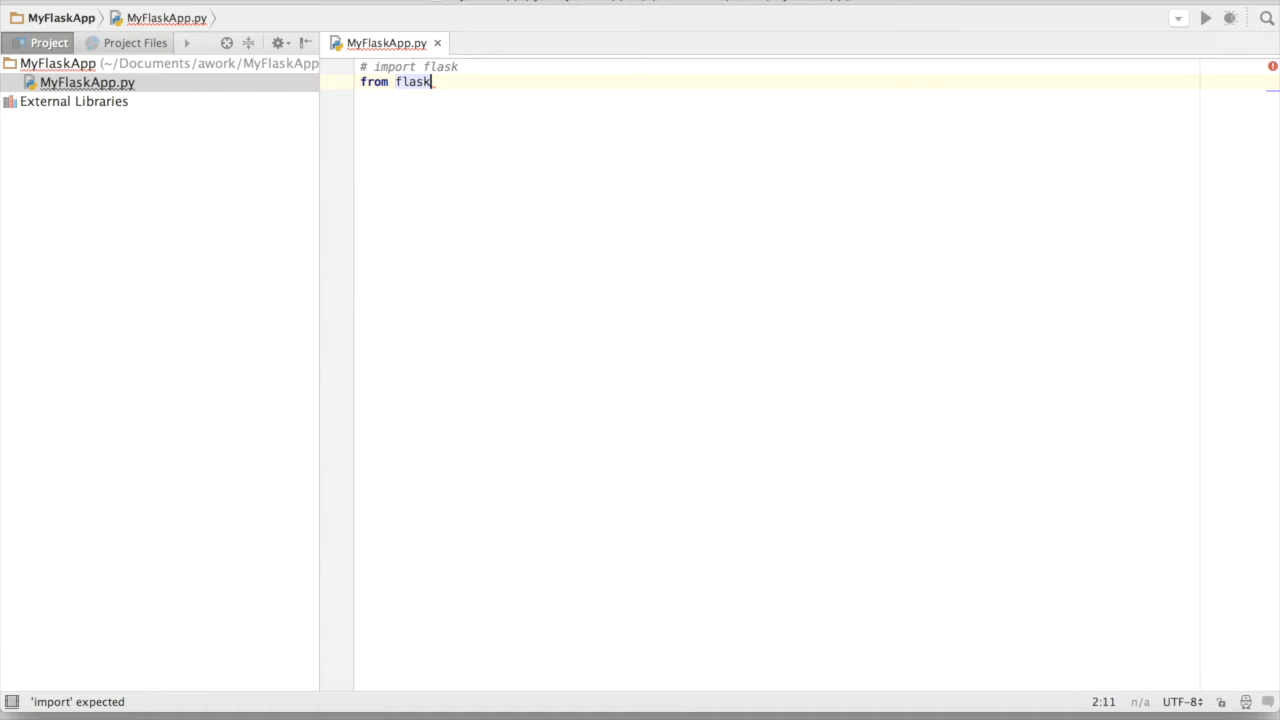 MyFlaskApp MyFlaskApp.py
Project Project Files MyFlaskApp.py
MyFlaskApp (~/Documents/awork/MyFlaskApp
MyFlaskApp.py
External Libraries
# import flask
from flask
'import' expected 2:11 n/a UTF-8